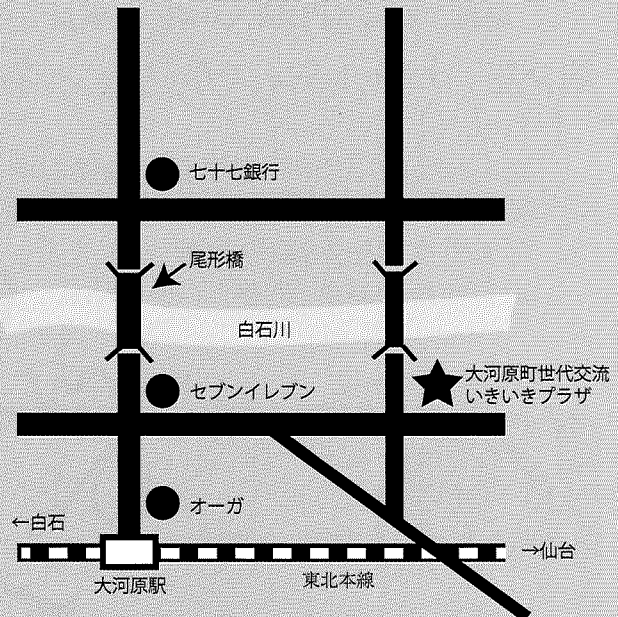 七十七銀行
尾形橋
白石川
大河原町世代交流
いきいきプラザ
セブンイレブン
オーガ
←白石
→仙台
大河原駅
東北本線